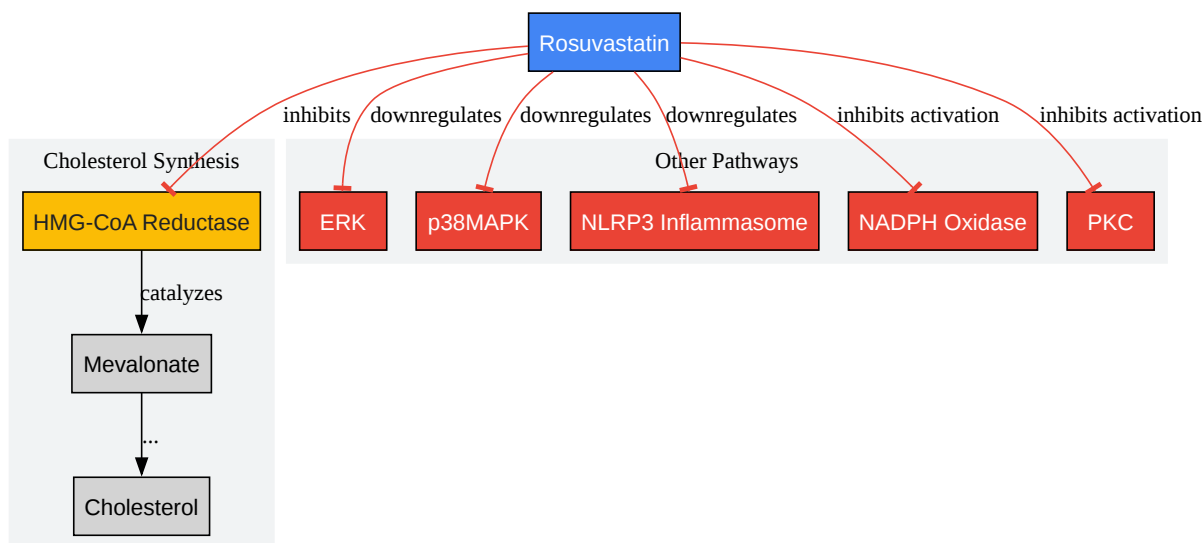 Rosuvastatin
inhibits
downregulates
downregulates
downregulates
inhibits activation
inhibits activation
Cholesterol Synthesis
Other Pathways
HMG-CoA Reductase
ERK
p38MAPK
NLRP3 Inflammasome
NADPH Oxidase
PKC
catalyzes
Mevalonate
...
Cholesterol